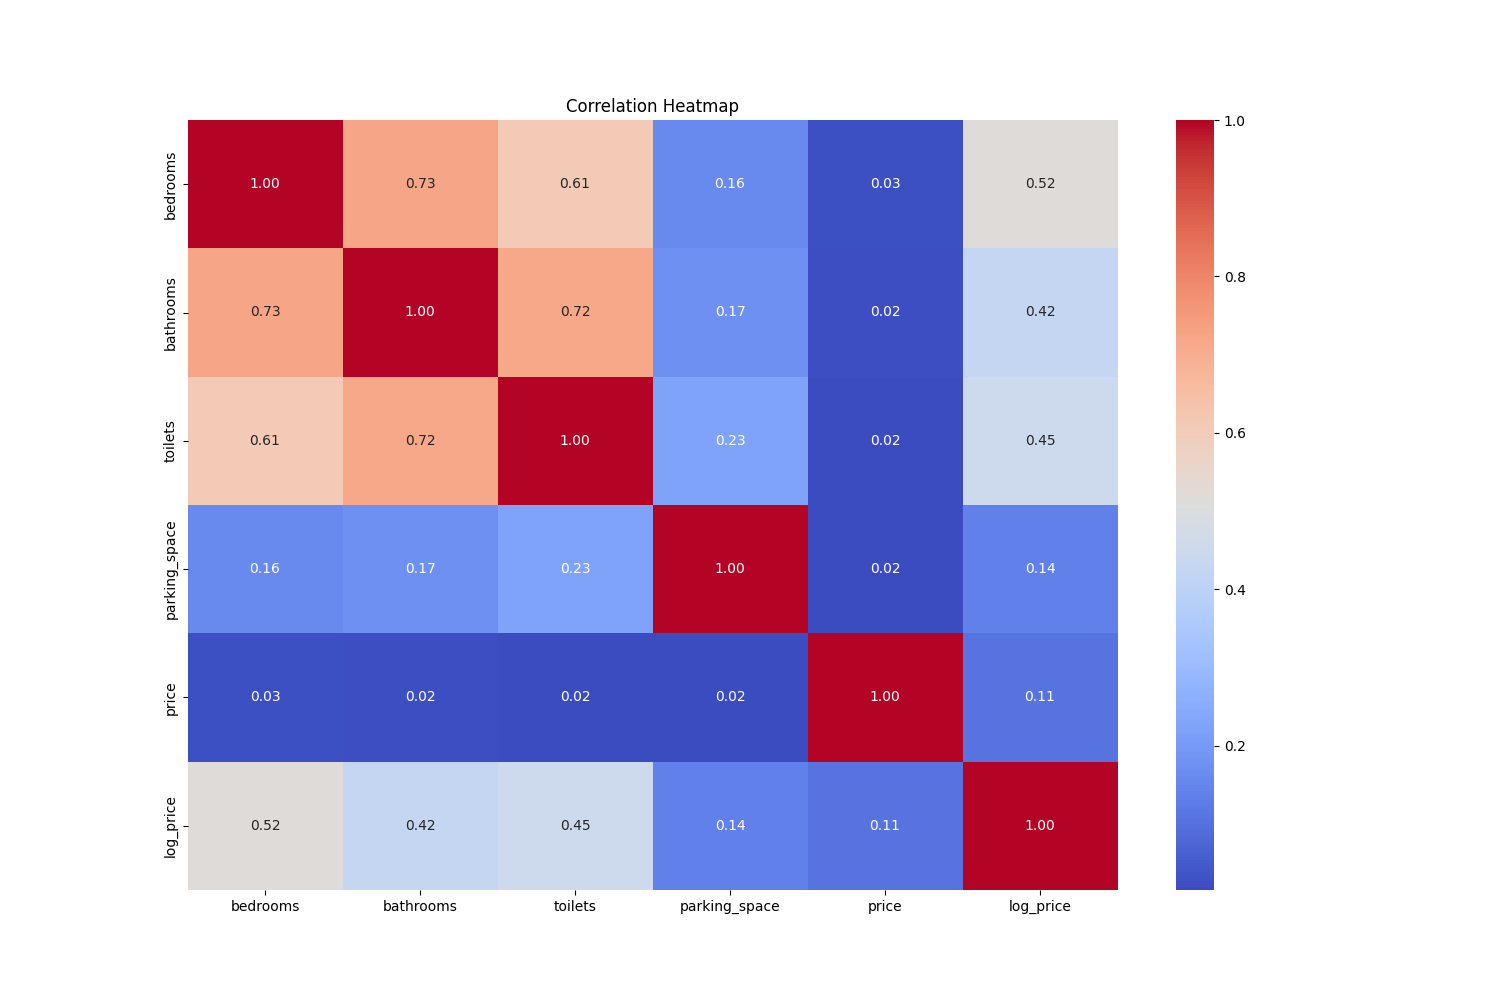 Correlation Heatmap
bedrooms 1.00 0.73 0.61 0.16 0.03 0.52
bathrooms 0.73 1.00 0.72 0.17 0.02 0.42
toilets 0.61 0.72 1.00 0.23 0.02 0.45
parking_space 0.16 0.17 0.23 1.00 0.02 0.14
price 0.03 0.02 0.02 0.02 1.00 0.11
log_price 0.52 0.42 0.45 0.14 0.11 1.00
bedrooms bathrooms toilets parking_space price log_price
1.0
0.8
0.6
0.4
0.2